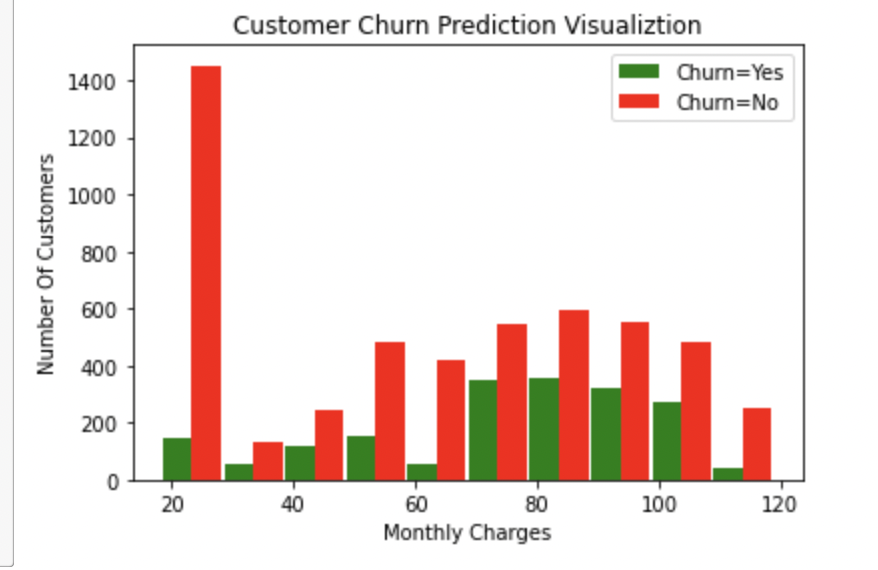 Customer Churn Prediction Visualiztion
Churn=Yes
Churn=No
1400
1200
1000
800
600
400
200
0
Number Of Customers
20 40 60 80 100 120
Monthly Charges